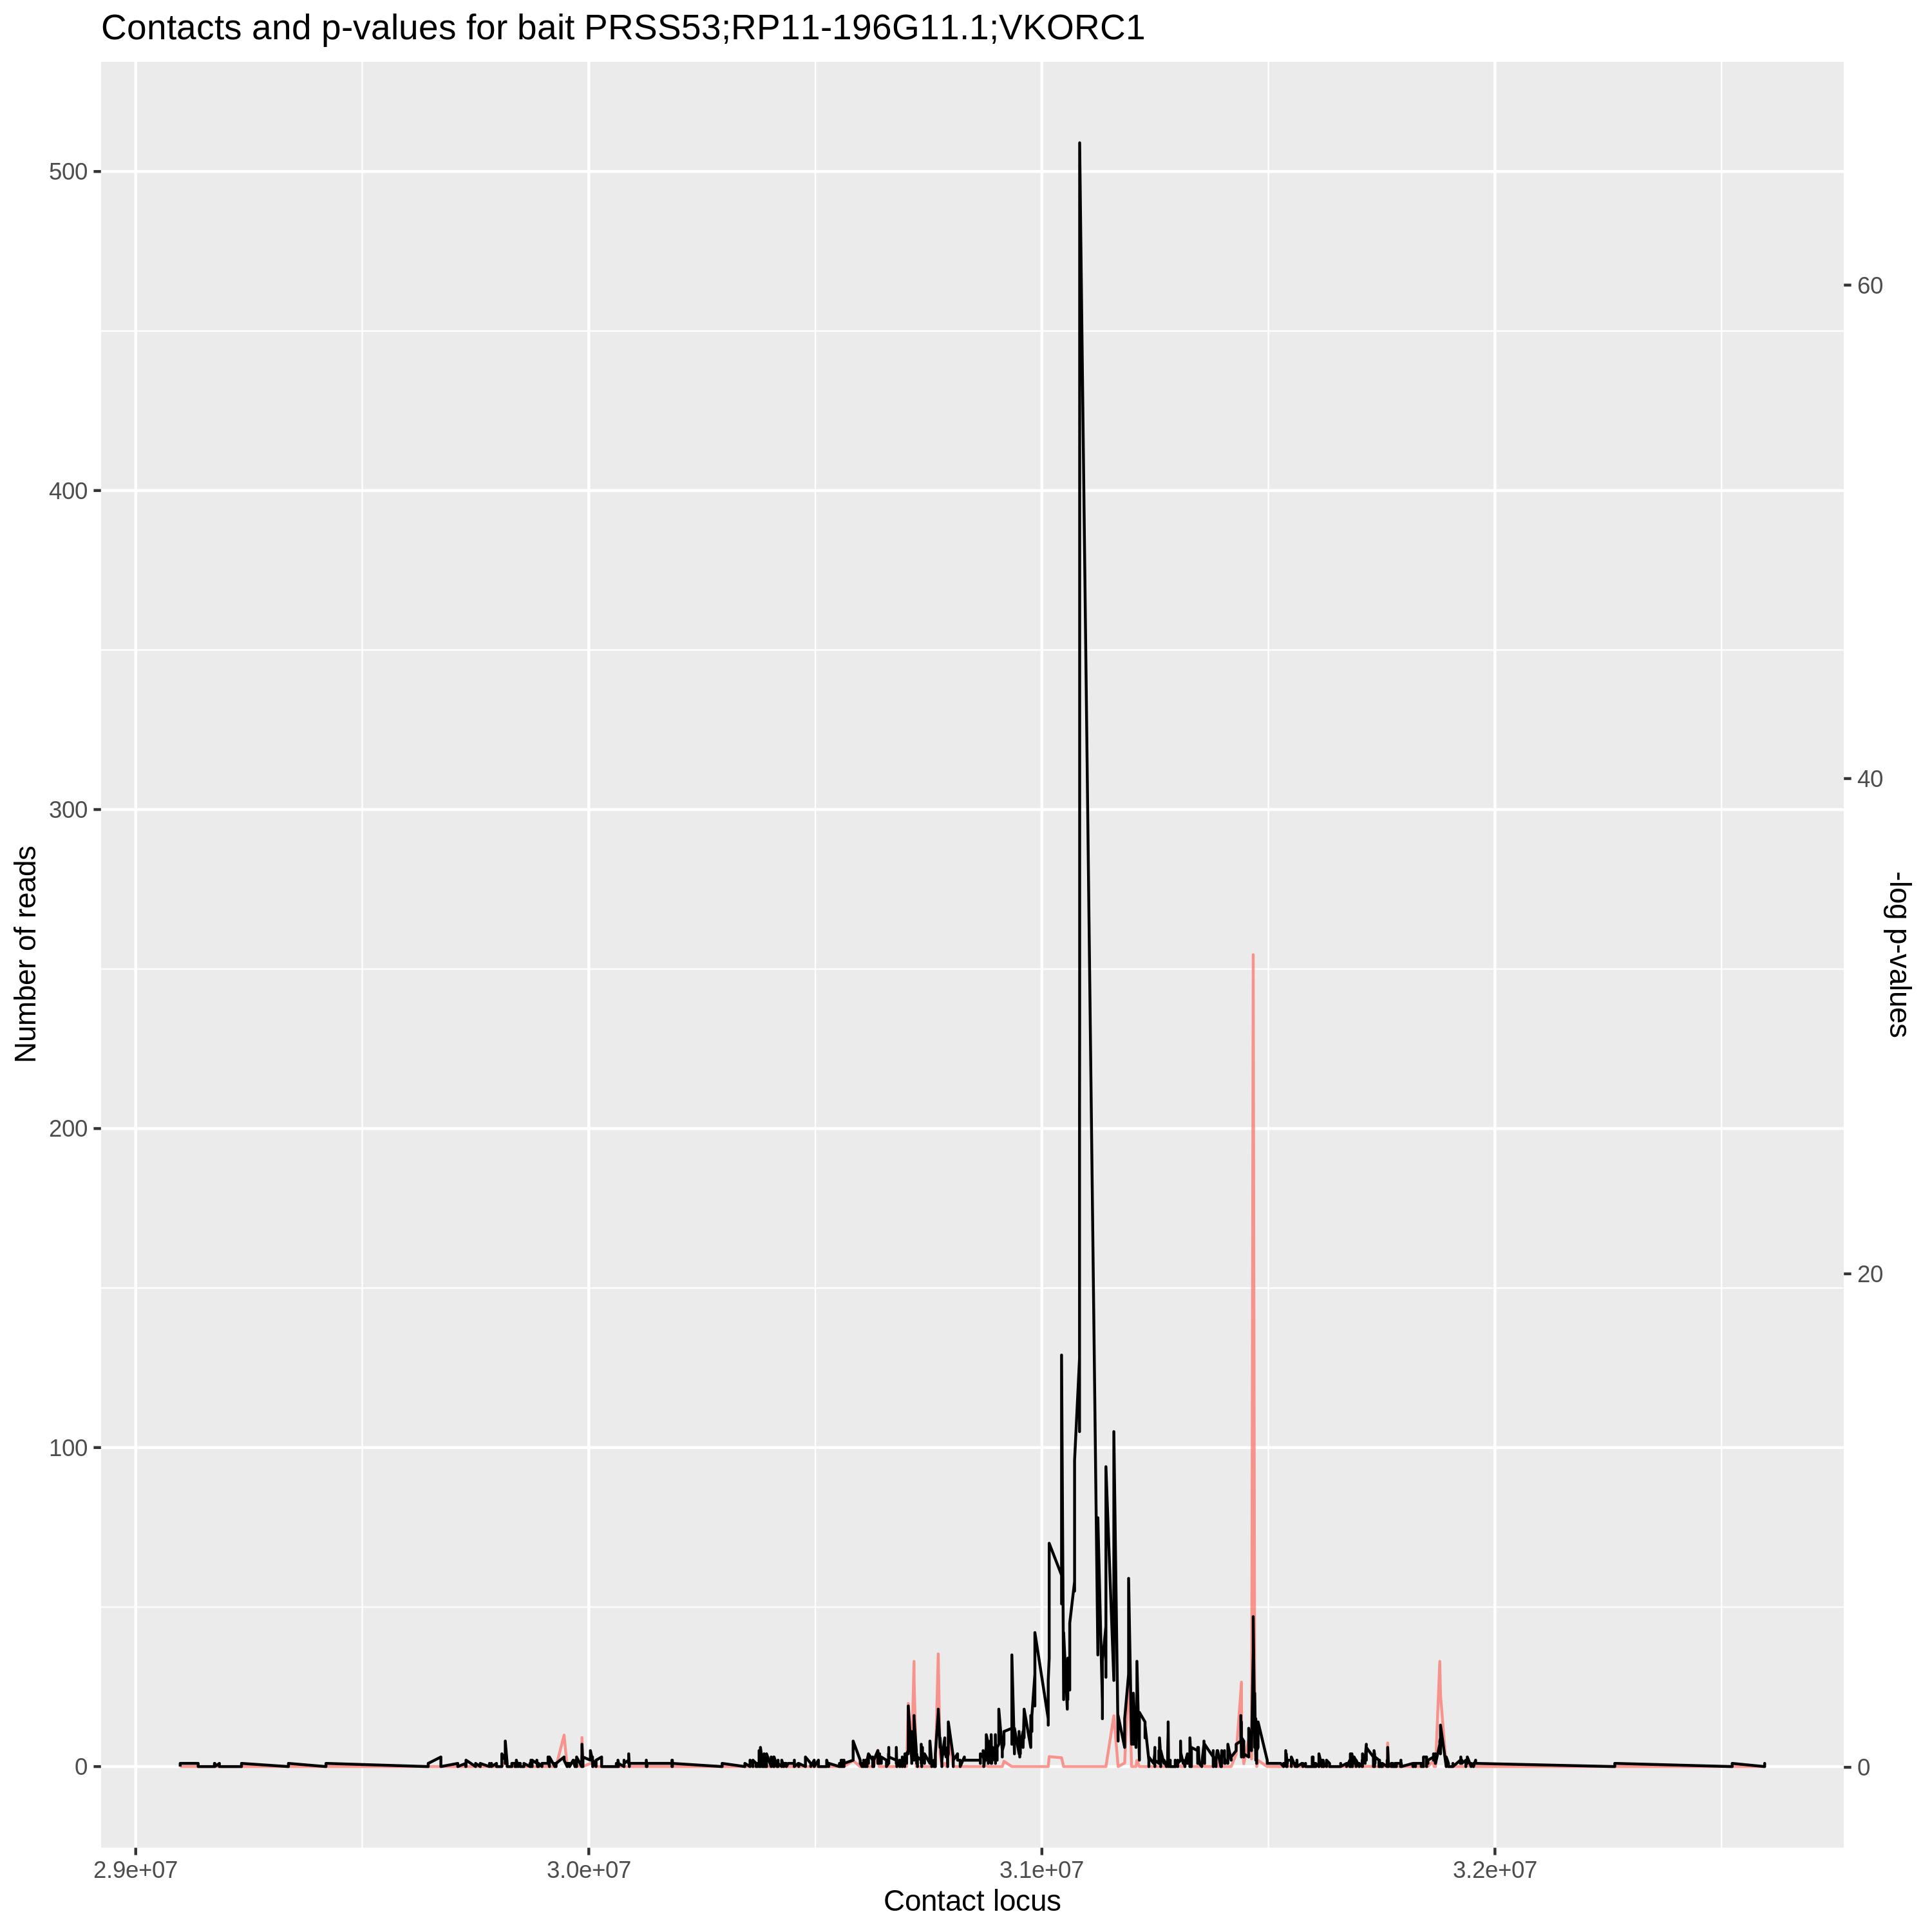 Contacts and p-values for bait PRSS53;RP11-196G11.1;VKORC1
500
400
300
200
100
0
Number of reads
60
40
20
0
-log p-values
2.9e+07
3.0e+07
3.1e+07
3.2e+07
Contact locus